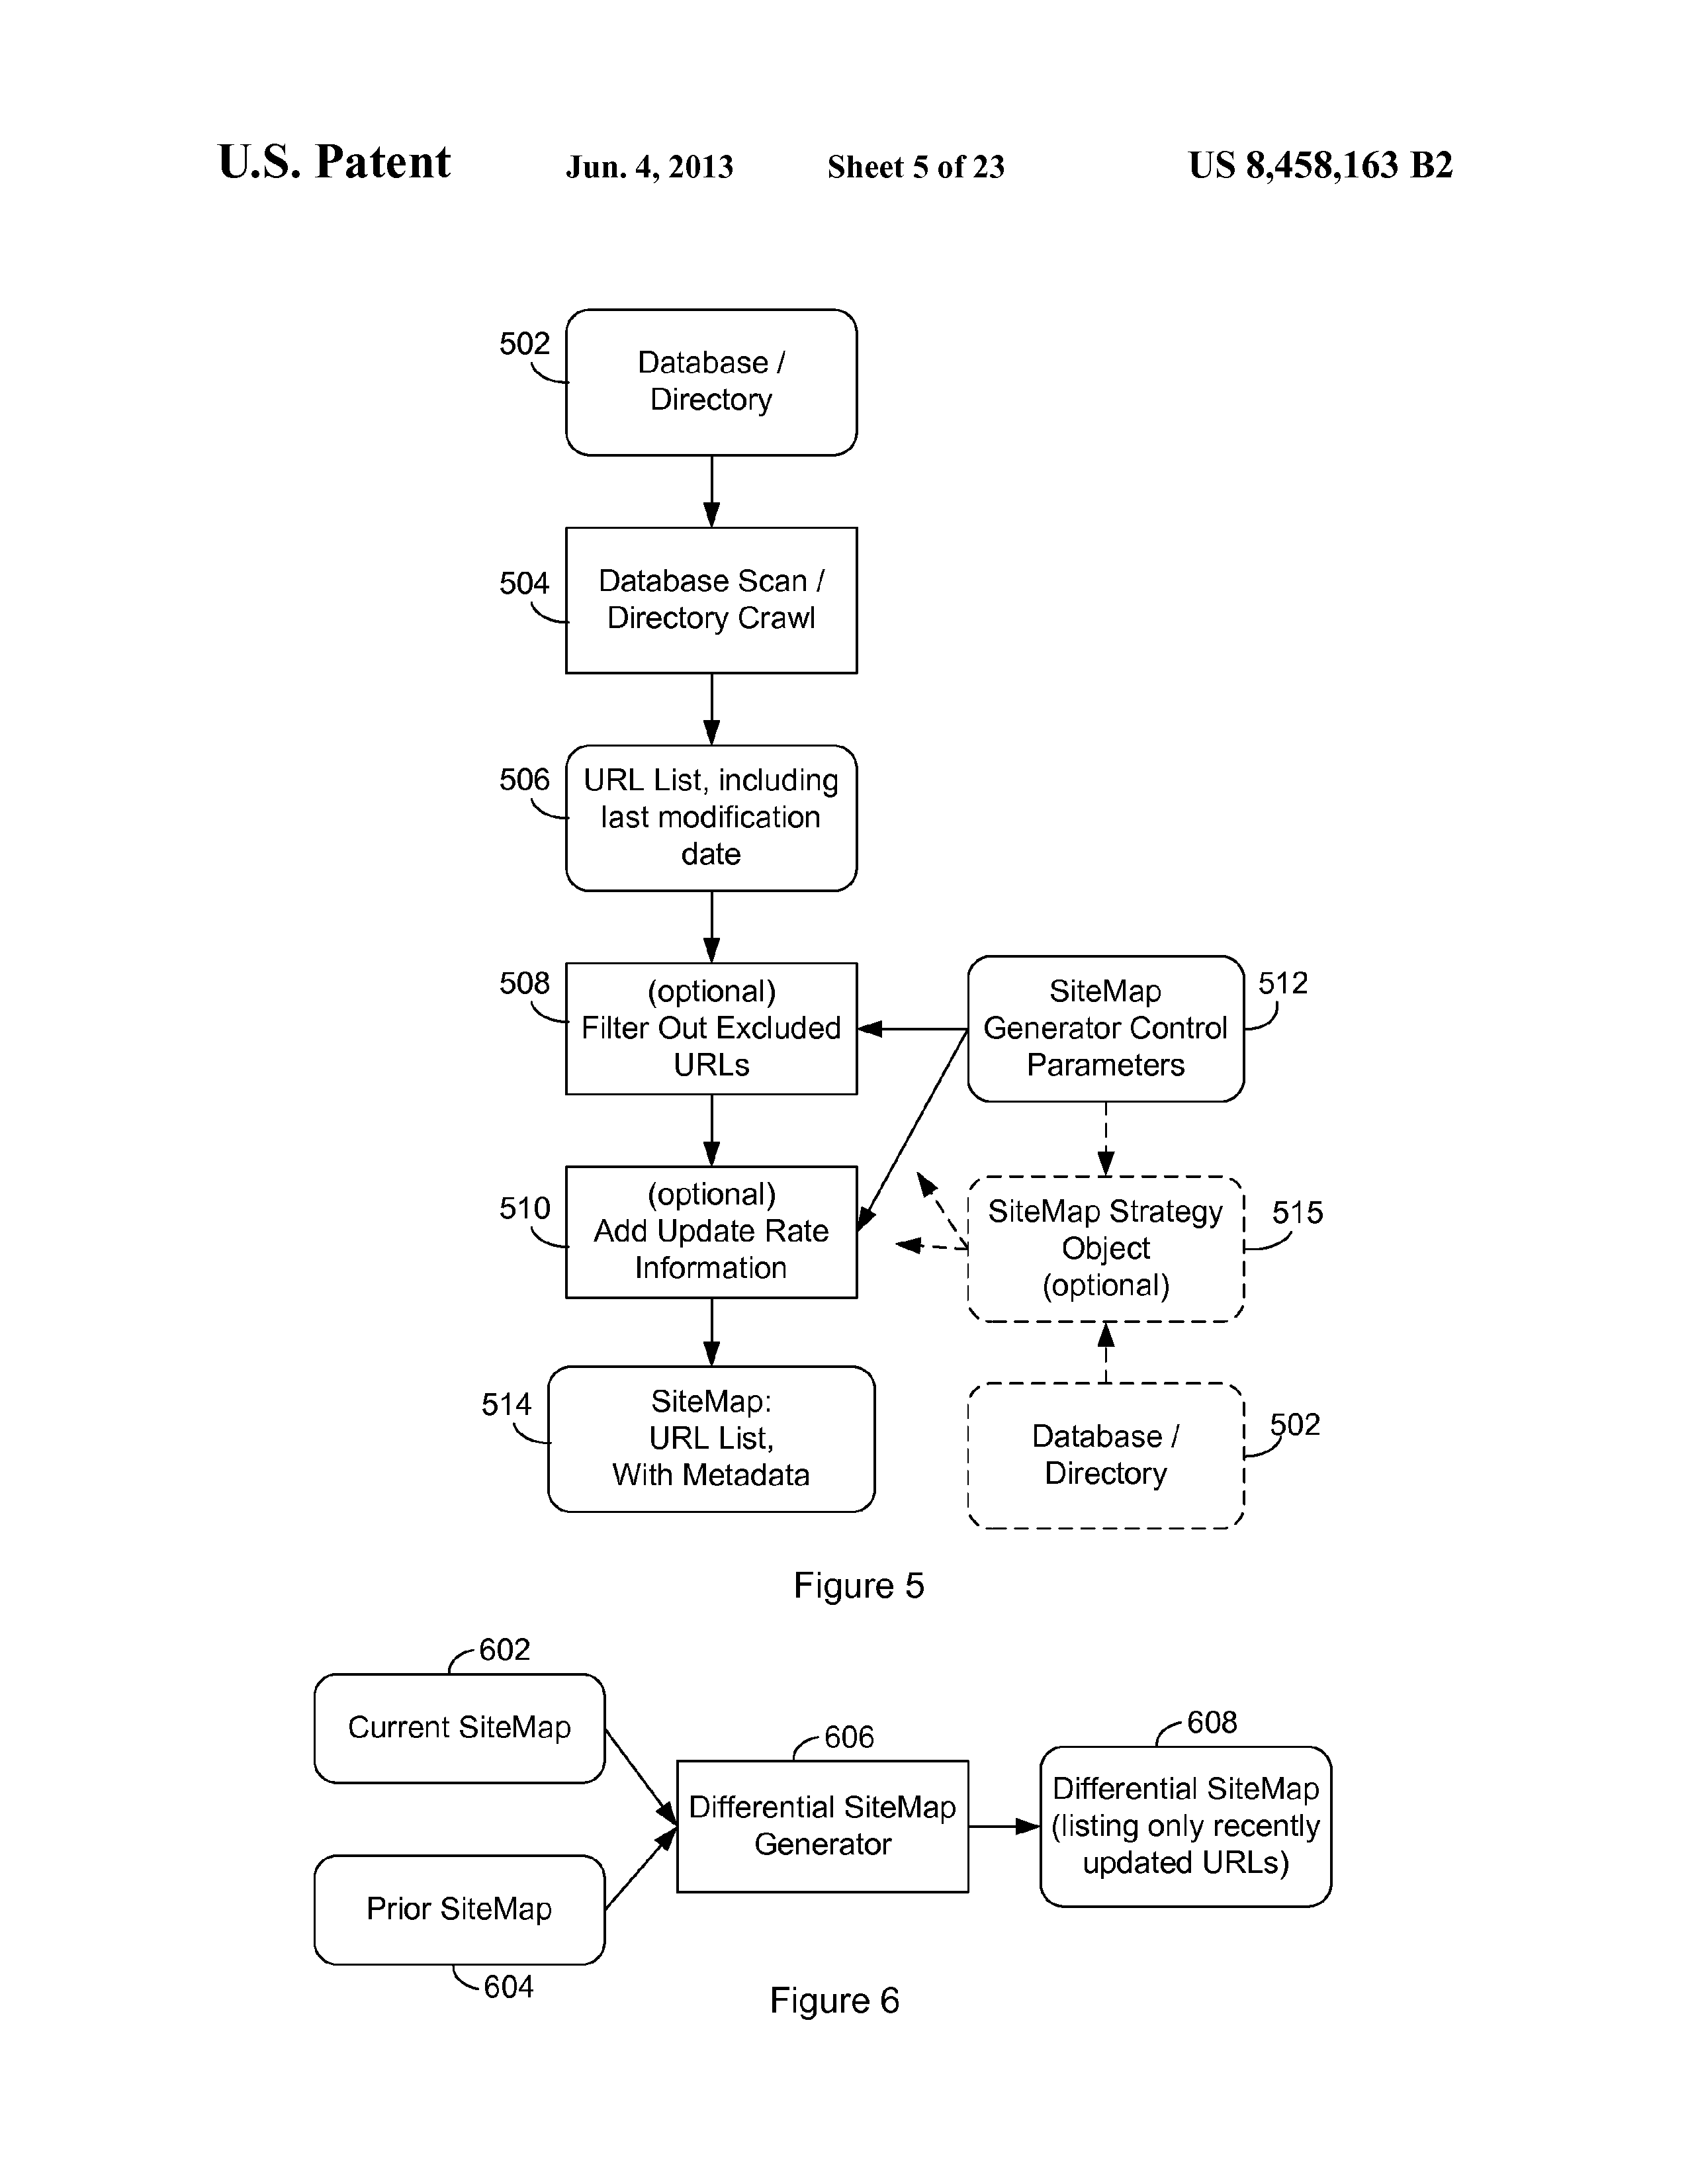 U.S. Patent Jun. 4, 2013 Sheet 5 of 23 US 8,458,163 B2
502
Database /
Directory
504
Database Scan /
Directory Crawl
506
URL List, including
last modification
date
508
(optional)
Filter Out Excluded
URLs
SiteMap
Generator Control
Parameters
512
510
(optional)
Add Update Rate
Information
SiteMap Strategy
Object
(optional)
515
514
SiteMap:
URL List,
With Metadata
Database /
Directory
502
Figure 5
602
Current SiteMap
606
Differential SiteMap
Generator
608
Differential SiteMap
(listing only recently
updated URLs)
Prior SiteMap
604
Figure 6